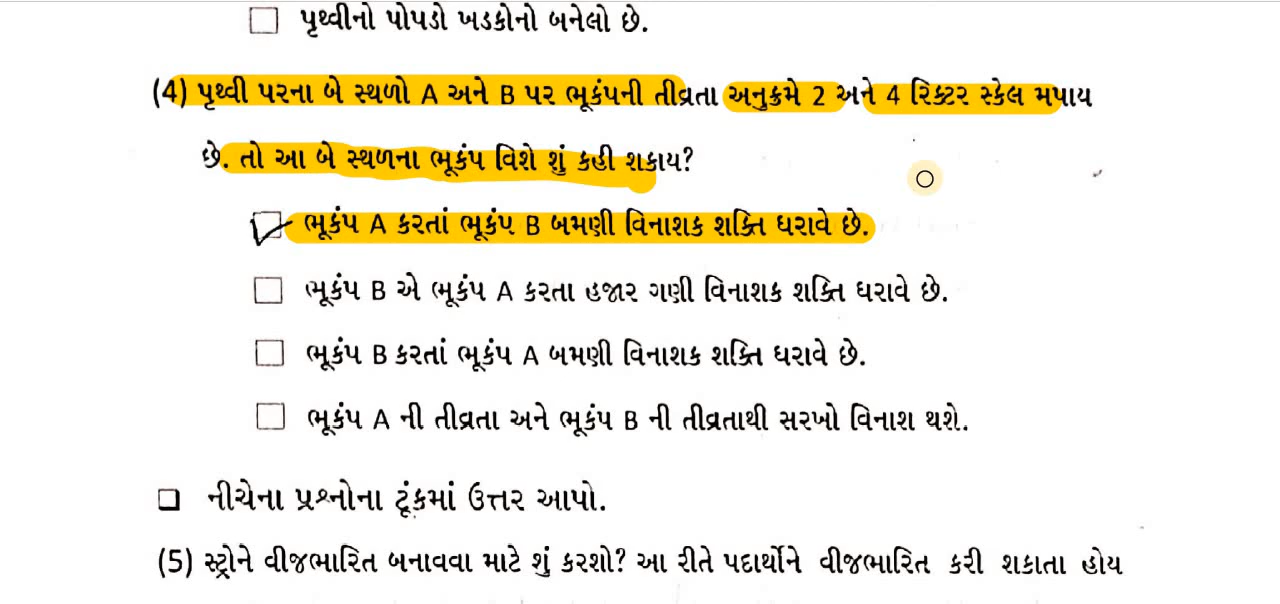 પૃથ્વીનો પોપડો ખડકોનો બનેલો છે.
(4) પૃથ્વી પરના બે સ્થળો A અને B પર ભૂકંપની તીવ્રતા અનુક્રમે 2 અને 4 રિક્ટર સ્કેલ મપાય
છે. તો આ બે સ્થળના ભૂકંપ વિશે શું કહી શકાય?
ભૂકંપ A કરતાં ભૂકંપ B બમણી વિનાશક શક્તિ ધરાવે છે.
ભૂકંપ B એ ભૂકંપ A કરતા હજાર ગણી વિનાશક શક્તિ ધરાવે છે.
ભૂકંપ B કરતાં ભૂકંપ A બમણી વિનાશક શક્તિ ધરાવે છે.
ભૂકંપ A ની તીવ્રતા અને ભૂકંપ B ની તીવ્રતાથી સરખો વિનાશ થશે.
નીચેના પ્રશ્નોના ટૂંકમાં ઉત્તર આપો.
(5) સ્ટ્રોને વીજભારિત બનાવવા માટે શું કરશો? આ રીતે પદાર્થોને વીજભારિત કરી શકાતા હોય